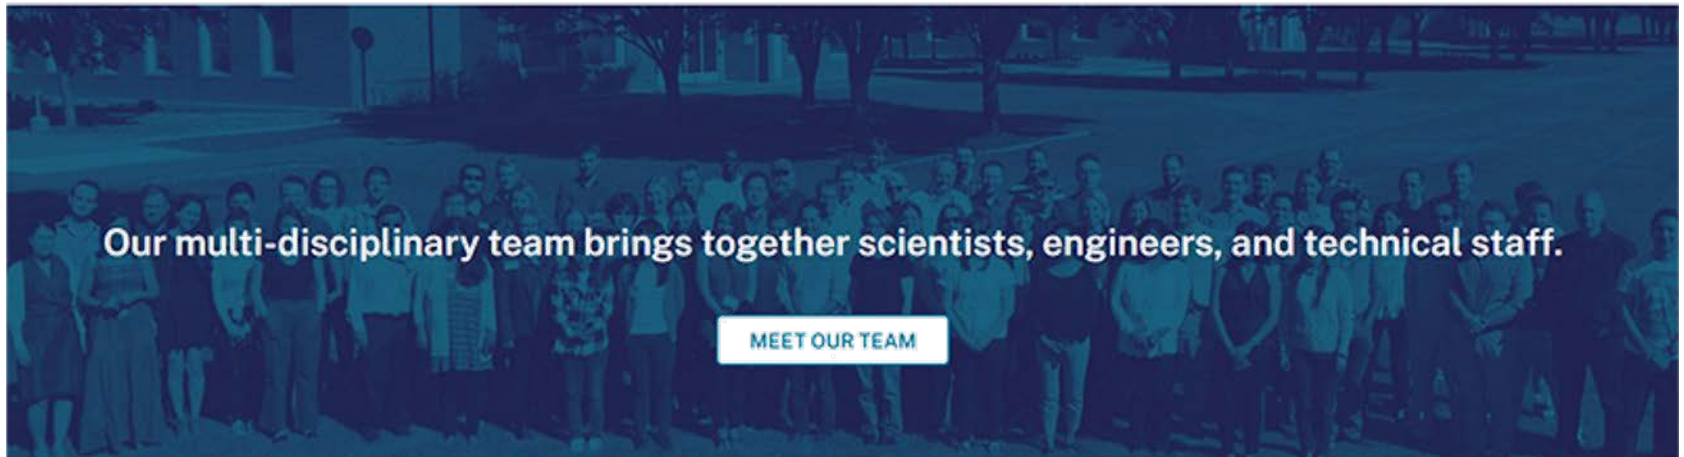 Our multi-disciplinary team brings together scientists, engineers, and technical staff.
MEET OUR TEAM